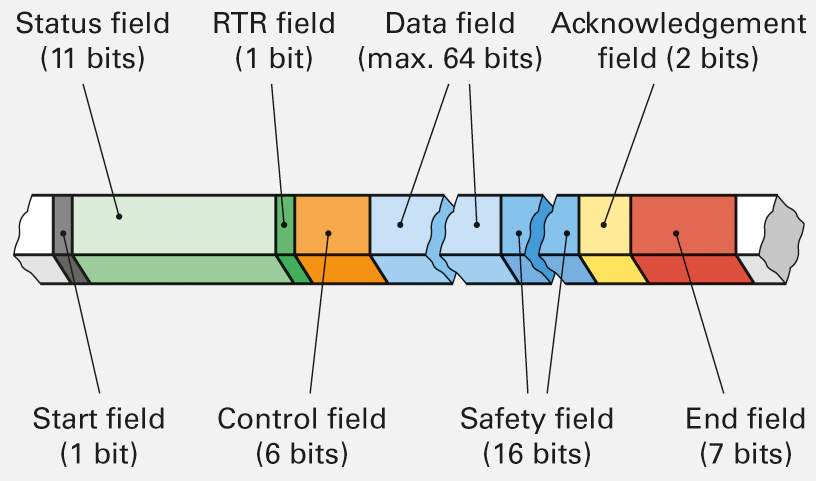 Status field
(11 bits)
RTR field
(1 bit)
Data field
(max. 64 bits)
Acknowledgement
field (2 bits)
Start field
(1 bit)
Control field
(6 bits)
Safety field
(16 bits)
End field
(7 bits)